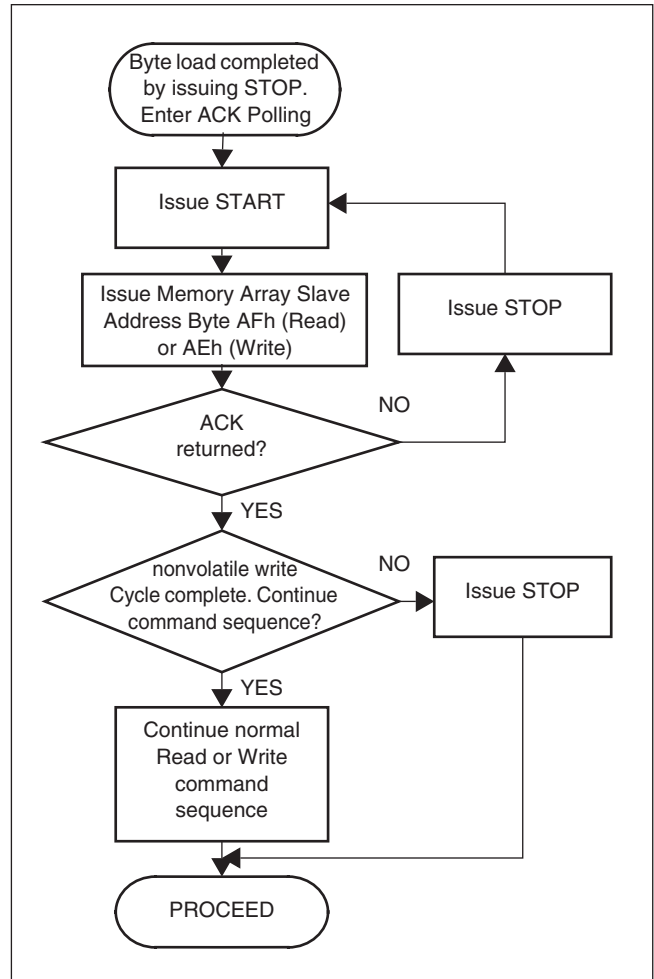 Byte load completed
by issuing STOP.
Enter ACK Polling
Issue START
Issue Memory Array Slave
Address Byte AFh (Read)
or AEh (Write)
Issue STOP
ACK
returned?
NO
YES
nonvolatile write
Cycle complete. Continue
command sequence?
NO
Issue STOP
YES
Continue normal
Read or Write
command
sequence
PROCEED